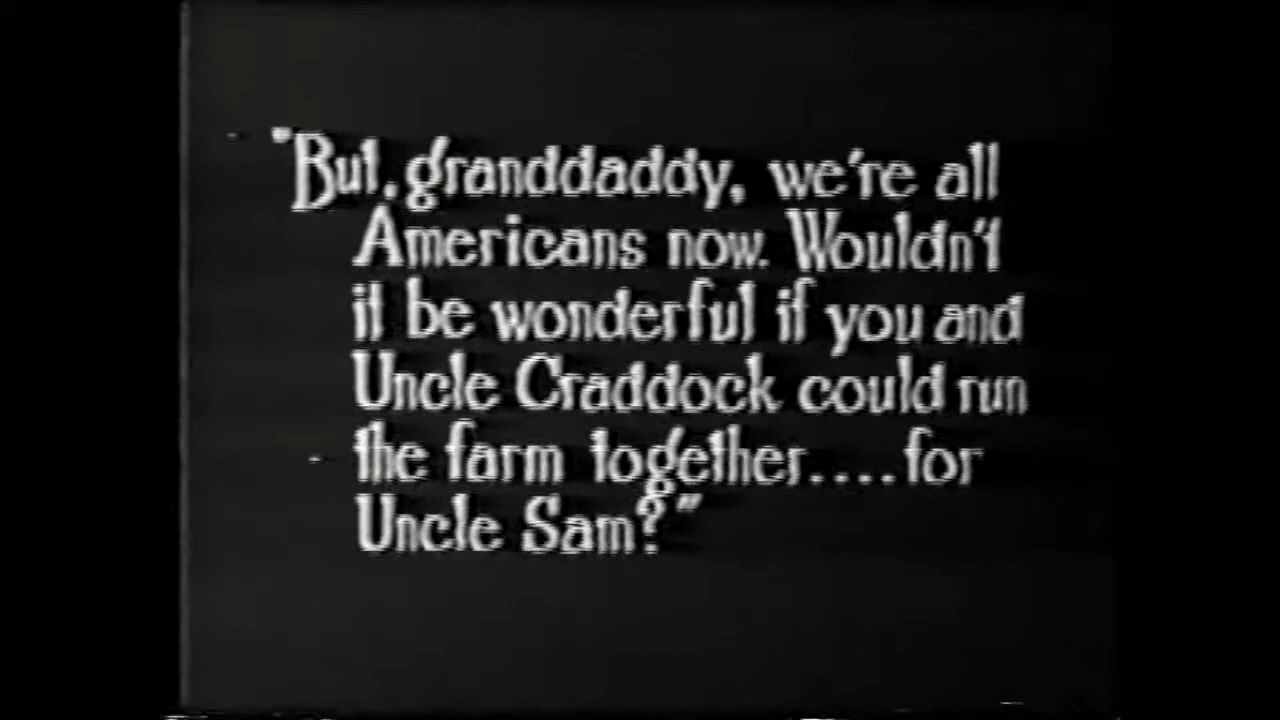 "But, granddaddy, we're all
Americans now. Wouldn't
it be wonderful if you and
Uncle Craddock could run
the farm together....for
Uncle Sam?"